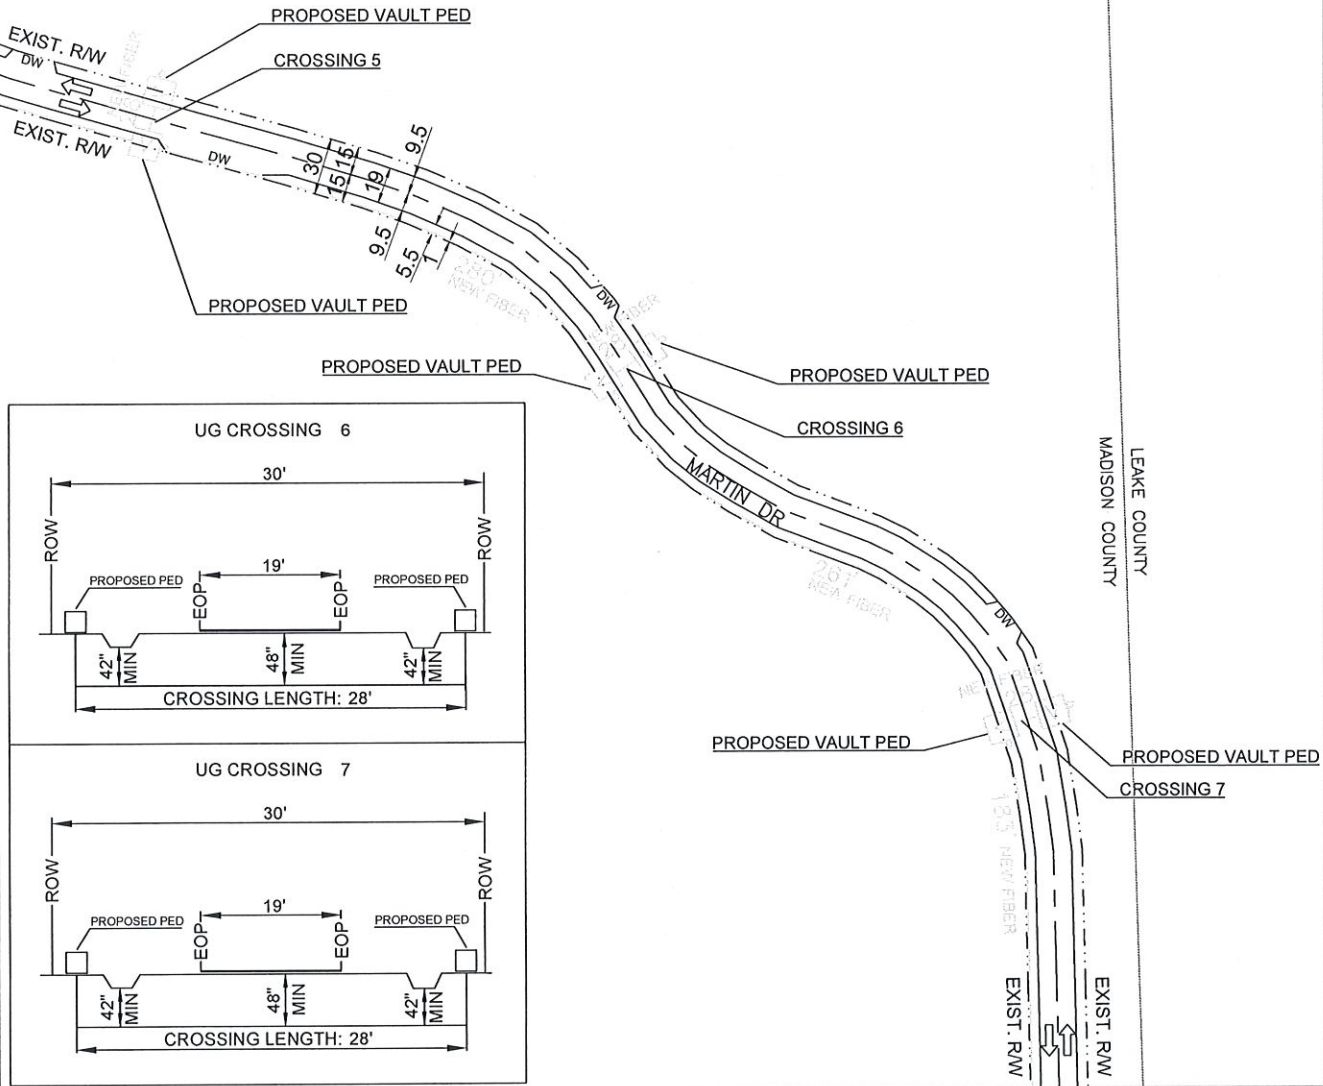 PROPOSED VAULT PED
EXIST. R/W
DW
CROSSING 5
EXIST. R/W
DW
30
15
15
19
9.5
9.5
5.5
1
PROPOSED VAULT PED
280'
NEW FIBER
DW
PROPOSED VAULT PED
PROPOSED VAULT PED
CROSSING 6
MARTIN DR
LEAKE COUNTY
MADISON COUNTY
261'
NEW FIBER
DW
PROPOSED VAULT PED
PROPOSED VAULT PED
CROSSING 7
183' NEW FIBER
EXIST. R/W
EXIST. R/W
UG CROSSING 6
30'
ROW
ROW
PROPOSED PED
19'
PROPOSED PED
EOP
EOP
42" MIN
48" MIN
42" MIN
CROSSING LENGTH: 28'
UG CROSSING 7
30'
ROW
ROW
PROPOSED PED
19'
PROPOSED PED
EOP
EOP
42" MIN
48" MIN
42" MIN
CROSSING LENGTH: 28'